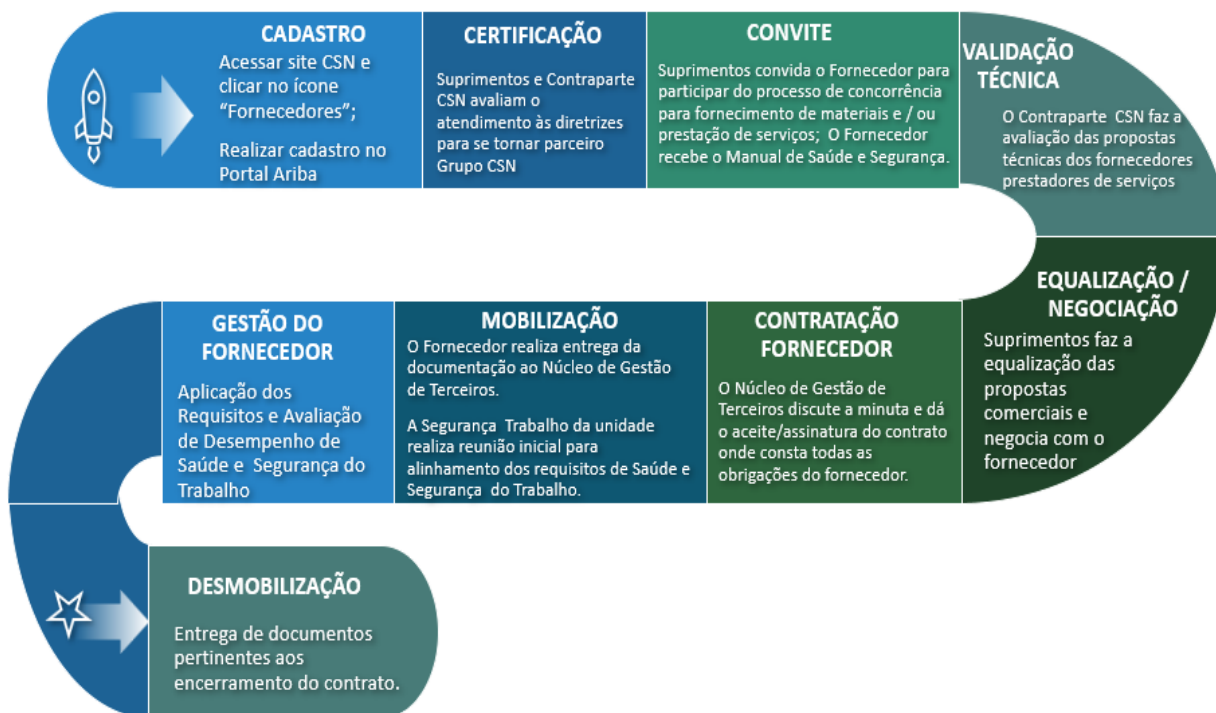 CADASTRO
Acessar site CSN e
clicar no ícone
“Fornecedores”;
Realizar cadastro no
Portal Ariba
CERTIFICAÇÃO
Suprimentos e Contraparte
CSN avaliam o
atendimento às diretrizes
para se tornar parceiro
Grupo CSN
CONVITE
Suprimentos convida o Fornecedor para
participar do processo de concorrência
para fornecimento de materiais e / ou
prestação de serviços; O Fornecedor
recebe o Manual de Saúde e Segurança.
VALIDAÇÃO
TÉCNICA
O Contraparte CSN faz a
avaliação das propostas
técnicas dos fornecedores
prestadores de serviços
EQUALIZAÇÃO /
NEGOCIAÇÃO
Suprimentos faz a
equalização das
propostas
comerciais e
negocia com o
fornecedor
CONTRATAÇÃO
FORNECEDOR
O Núcleo de Gestão de
Terceiros discute a minuta e dá
o aceite/assinatura do contrato
onde consta todas as
obrigações do fornecedor.
MOBILIZAÇÃO
O Fornecedor realiza entrega da
documentação ao Núcleo de Gestão
de Terceiros.
A Segurança Trabalho da unidade
realiza reunião inicial para
alinhamento dos requisitos de Saúde e
Segurança do Trabalho.
GESTÃO DO
FORNECEDOR
Aplicação dos
Requisitos e Avaliação
de Desempenho de
Saúde e Segurança do
Trabalho
DESMOBILIZAÇÃO
Entrega de documentos
pertinentes aos
encerramento do contrato.